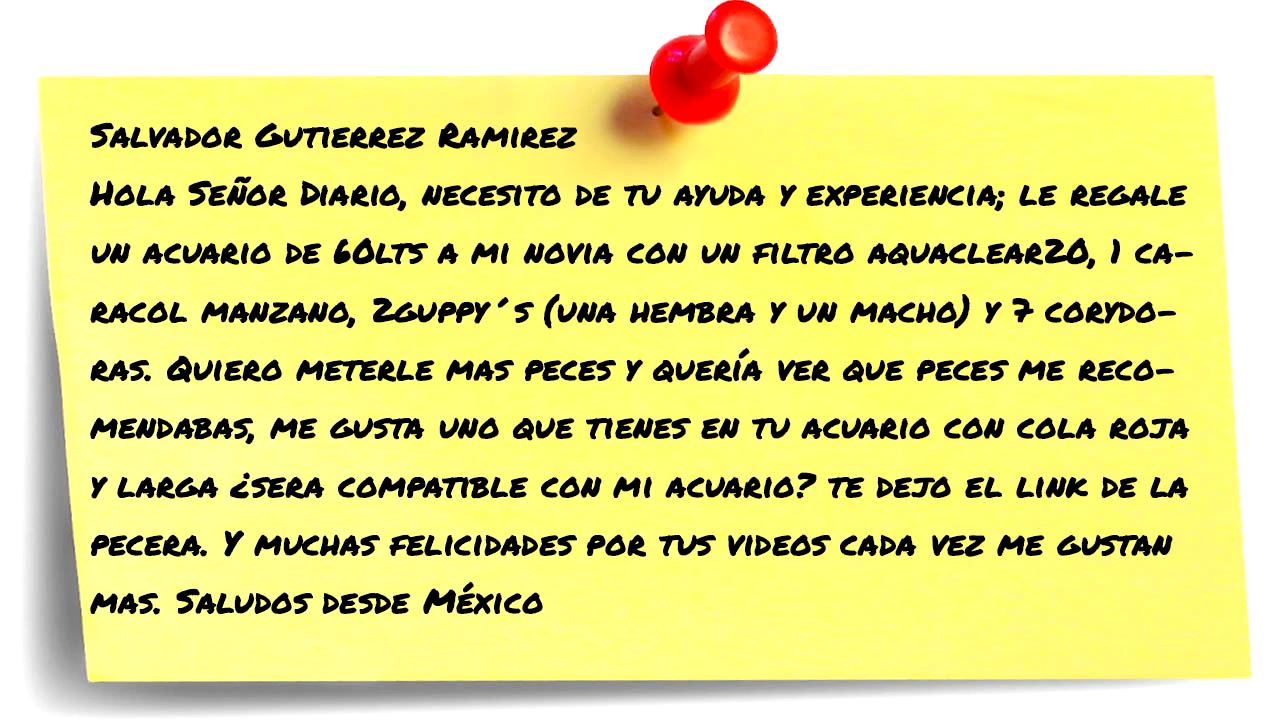 Salvador Gutierrez Ramirez
Hola Señor Diario, necesito de tu ayuda y experiencia; le regale
un acuario de 60lts a mi novia con un filtro aquaclear20, 1 ca-
racol manzano, 2guppy´s (una hembra y un macho) y 7 corydo-
ras. Quiero meterle mas peces y quería ver que peces me reco-
mendabas, me gusta uno que tienes en tu acuario con cola roja
y larga ¿sera compatible con mi acuario? te dejo el link de la
pecera. Y muchas felicidades por tus videos cada vez me gustan
mas. Saludos desde México